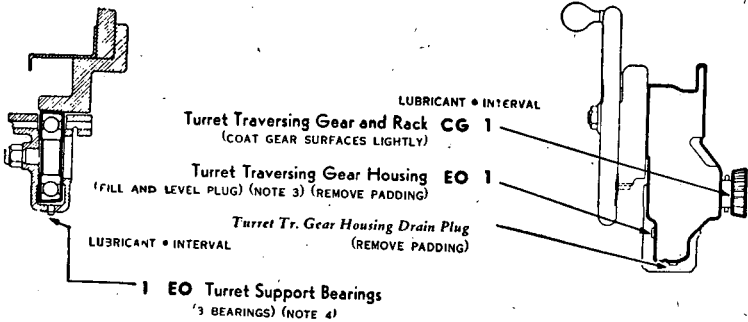 LUBRICANT • INTERVAL
Turret Traversing Gear and Rack CG 1
(COAT GEAR SURFACES LIGHTLY)
Turret Traversing Gear Housing EO 1
(FILL AND LEVEL PLUG) (NOTE 3) (REMOVE PADDING)
Turret Tr. Gear Housing Drain Plug
(REMOVE PADDING)
LUBRICANT • INTERVAL
1 EO Turret Support Bearings
(3 BEARINGS) (NOTE 4)